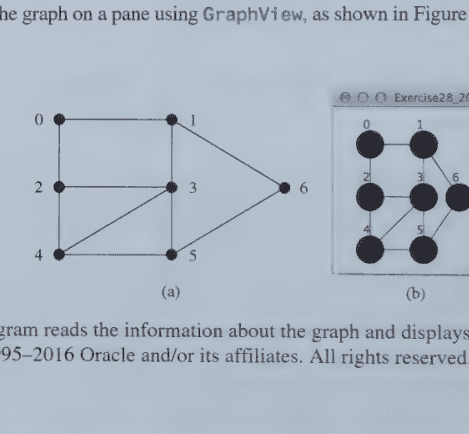 he graph on a pane using GraphView, as shown in Figure
Exercise28_20
0 1
2 3 6
4 5
(a)
0 1
2 3 6
4 5
(b)
gram reads the information about the graph and displays
95–2016 Oracle and/or its affiliates. All rights reserved.